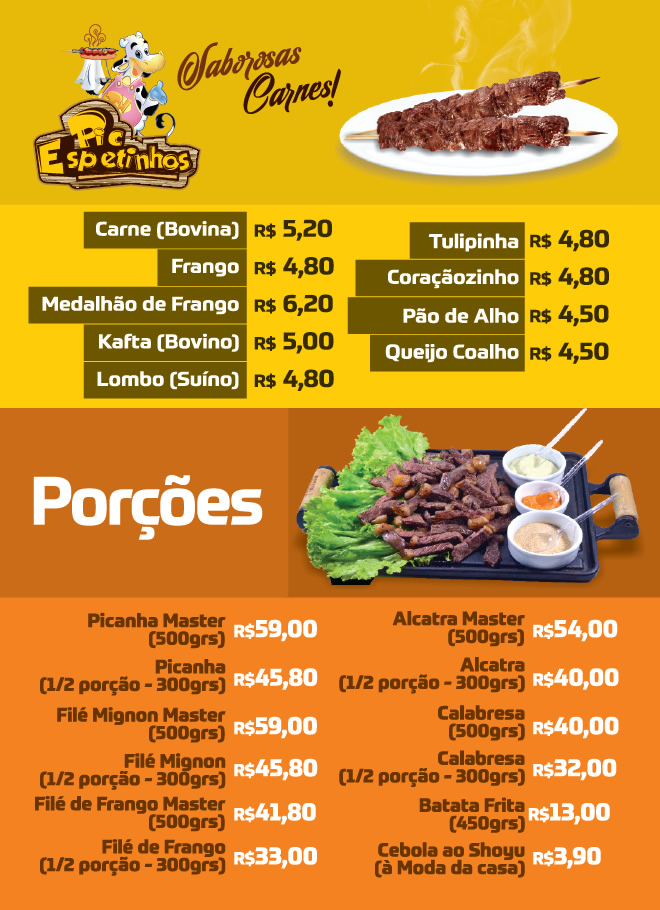 Pic
Espetinhos
Saborosas
Carnes!
Carne (Bovina) R$ 5,20
Frango R$ 4,80
Medalhão de Frango R$ 6,20
Kafta (Bovino) R$ 5,00
Lombo (Suíno) R$ 4,80
Tulipinha R$ 4,80
Coraçãozinho R$ 4,80
Pão de Alho R$ 4,50
Queijo Coalho R$ 4,50
Porções
Picanha Master
(500grs) R$59,00
Picanha
(1/2 porção - 300grs) R$45,80
Filé Mignon Master
(500grs) R$59,00
Filé Mignon
(1/2 porção - 300grs) R$45,80
Filé de Frango Master
(500grs) R$41,80
Filé de Frango
(1/2 porção - 300grs) R$33,00
Alcatra Master
(500grs) R$54,00
Alcatra
(1/2 porção - 300grs) R$40,00
Calabresa
(500grs) R$40,00
Calabresa
(1/2 porção - 300grs) R$32,00
Batata Frita
(450grs) R$13,00
Cebola ao Shoyu
(à Moda da casa) R$3,90